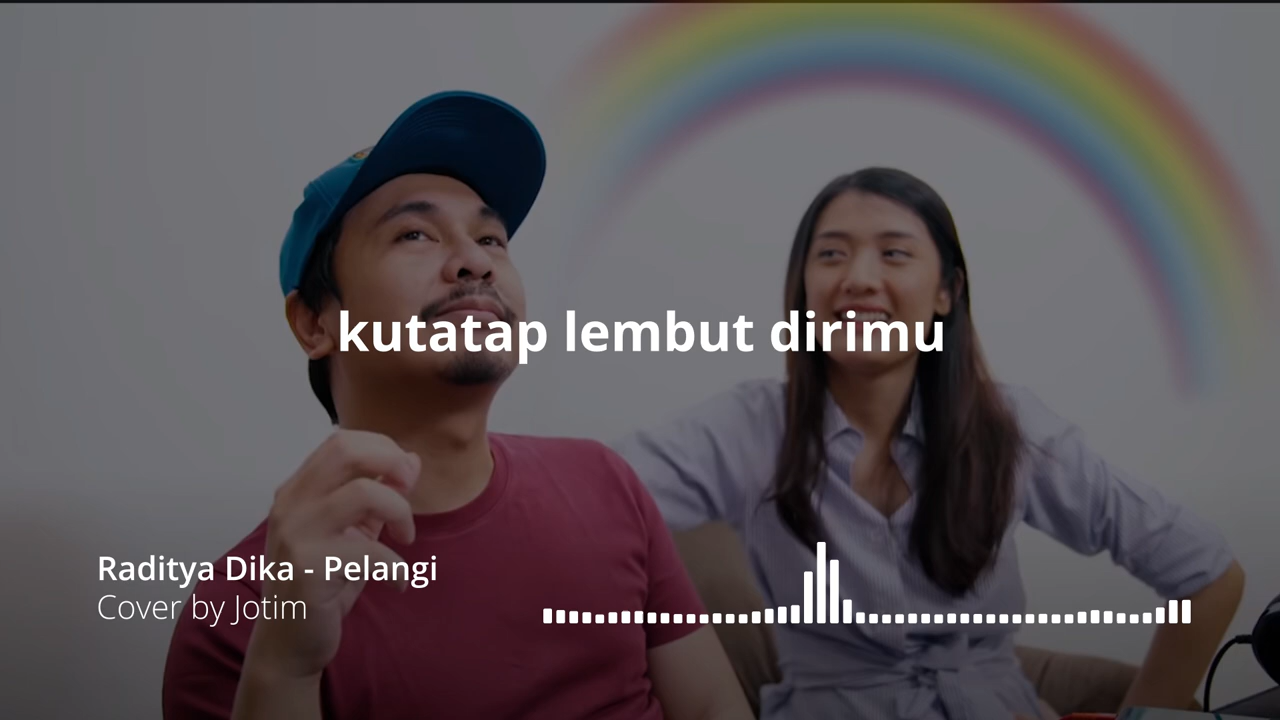 kutatap lembut dirimu
Raditya Dika - Pelangi
Cover by Jotim